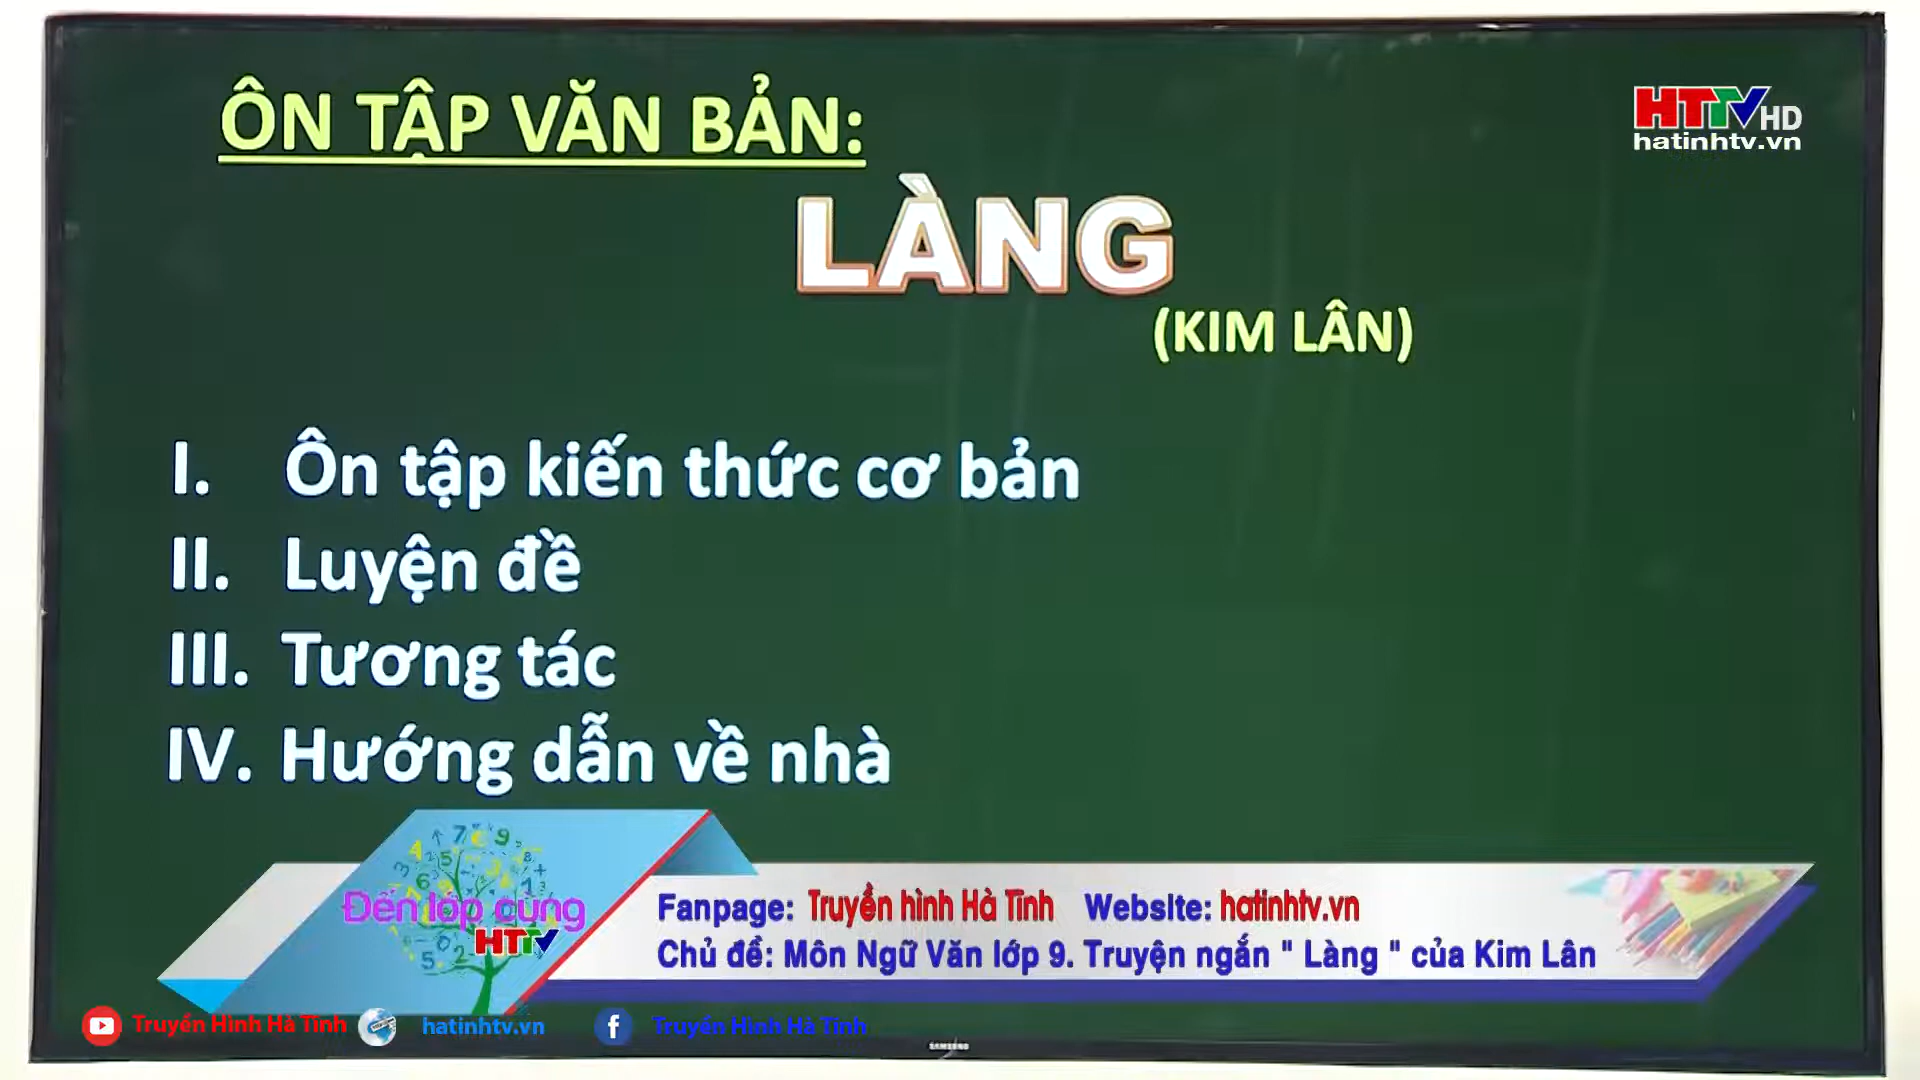 ÔN TẬP VĂN BẢN:
HTTV HD
hatinhtv.vn
LÀNG
(KIM LÂN)
I. Ôn tập kiến thức cơ bản
II. Luyện đề
III. Tương tác
IV. Hướng dẫn về nhà
Đến lớp cùng
HTTV
Fanpage: Truyền hình Hà Tĩnh Website: hatinhtv.vn
Chủ đề: Môn Ngữ Văn lớp 9. Truyện ngắn " Làng " của Kim Lân
Truyền Hình Hà Tĩnh hatinhtv.vn Truyền Hình Hà Tĩnh
SAMSUNG